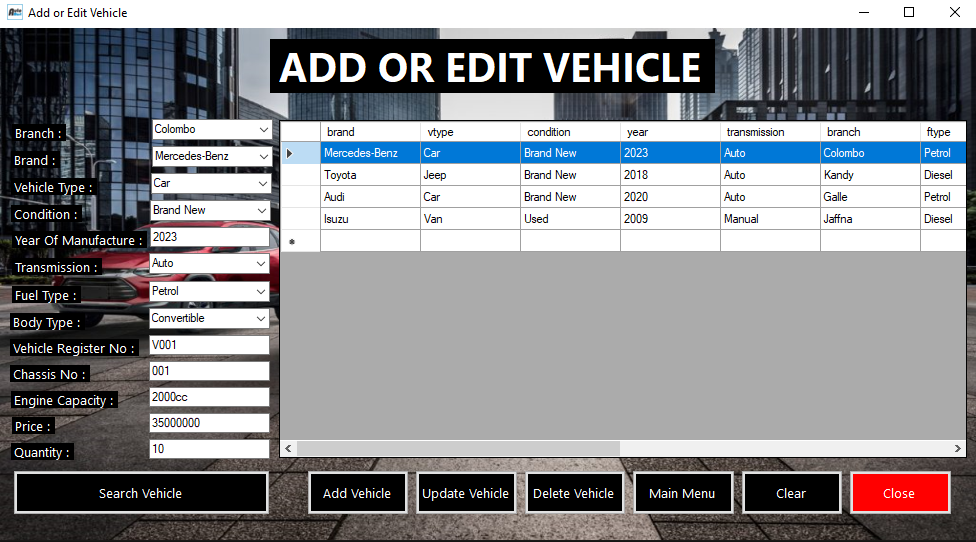 Add or Edit Vehicle
ADD OR EDIT VEHICLE
Branch : Colombo
Brand : Mercedes-Benz
Vehicle Type : Car
Condition : Brand New
Year Of Manufacture : 2023
Transmission : Auto
Fuel Type : Petrol
Body Type : Convertible
Vehicle Register No : V001
Chassis No : 001
Engine Capacity : 2000cc
Price : 35000000
Quantity : 10
brand vtype condition year transmission branch ftype
Mercedes-Benz Car Brand New 2023 Auto Colombo Petrol
Toyota Jeep Brand New 2018 Auto Kandy Diesel
Audi Car Brand New 2020 Auto Galle Petrol
Isuzu Van Used 2009 Manual Jaffna Diesel
Search Vehicle Add Vehicle Update Vehicle Delete Vehicle Main Menu Clear Close